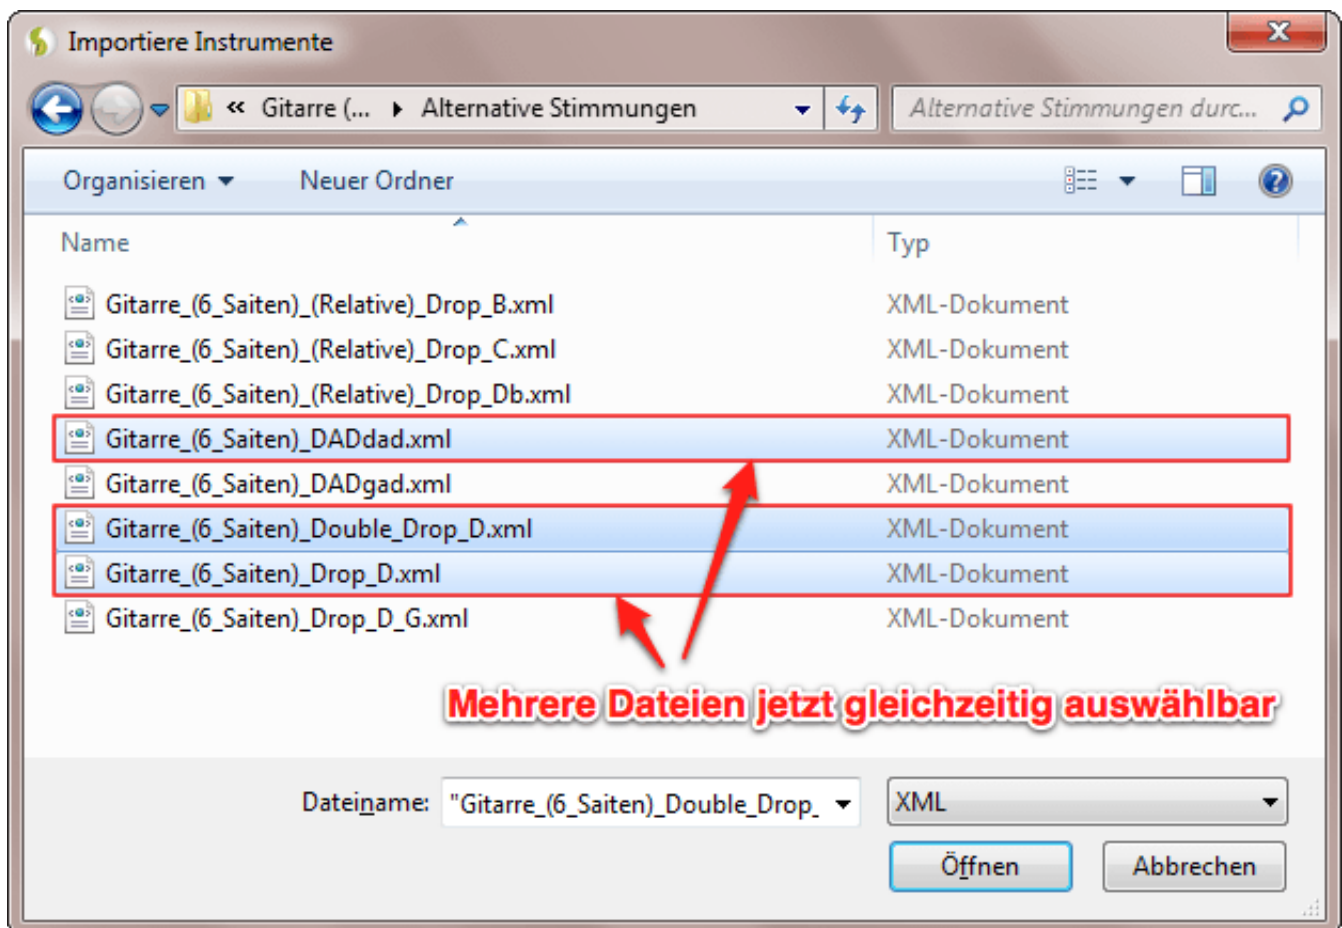 Importiere Instrumente
« Gitarre (... Alternative Stimmungen
Alternative Stimmungen durc...
Organisieren Neuer Ordner
Name Typ
Gitarre_(6_Saiten)_(Relative)_Drop_B.xml XML-Dokument
Gitarre_(6_Saiten)_(Relative)_Drop_C.xml XML-Dokument
Gitarre_(6_Saiten)_(Relative)_Drop_Db.xml XML-Dokument
Gitarre_(6_Saiten)_DADdad.xml XML-Dokument
Gitarre_(6_Saiten)_DADgad.xml XML-Dokument
Gitarre_(6_Saiten)_Double_Drop_D.xml XML-Dokument
Gitarre_(6_Saiten)_Drop_D.xml XML-Dokument
Gitarre_(6_Saiten)_Drop_D_G.xml XML-Dokument
Mehrere Dateien jetzt gleichzeitig auswählbar
Dateiname: "Gitarre_(6_Saiten)_Double_Drop_ XML
Öffnen Abbrechen